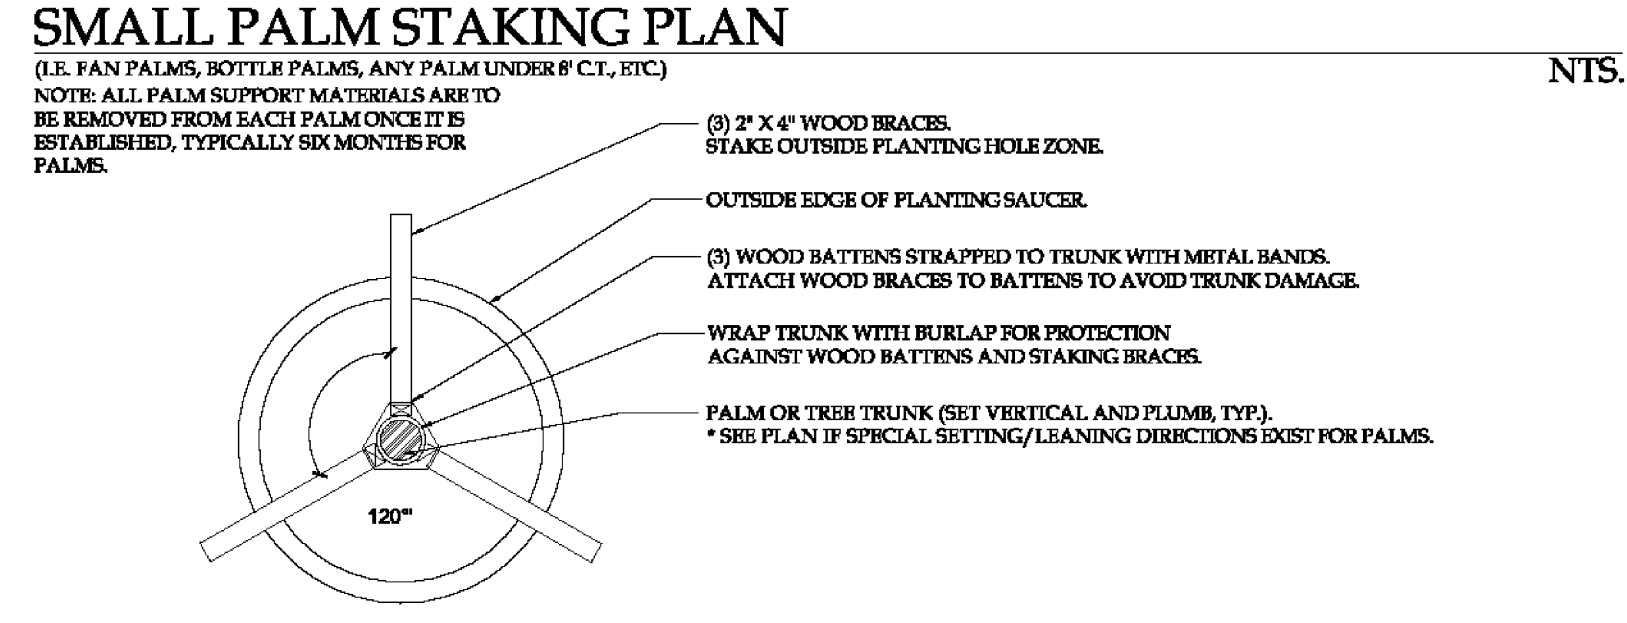 SMALL PALM STAKING PLAN
(I.E. FAN PALMS, BOTTLE PALMS, ANY PALM UNDER 8' C.T., ETC.)
NTS.
NOTE: ALL PALM SUPPORT MATERIALS ARE TO
BE REMOVED FROM EACH PALM ONCE IT IS
ESTABLISHED, TYPICALLY SIX MONTHS FOR
PALMS.
(3) 2" X 4" WOOD BRACES.
STAKE OUTSIDE PLANTING HOLE ZONE.
OUTSIDE EDGE OF PLANTING SAUCER.
(3) WOOD BATTENS STRAPPED TO TRUNK WITH METAL BANDS.
ATTACH WOOD BRACES TO BATTENS TO AVOID TRUNK DAMAGE.
WRAP TRUNK WITH BURLAP FOR PROTECTION
AGAINST WOOD BATTENS AND STAKING BRACES.
PALM OR TREE TRUNK (SET VERTICAL AND PLUMB, TYP.).
* SEE PLAN IF SPECIAL SETTING/LEANING DIRECTIONS EXIST FOR PALMS.
120°'